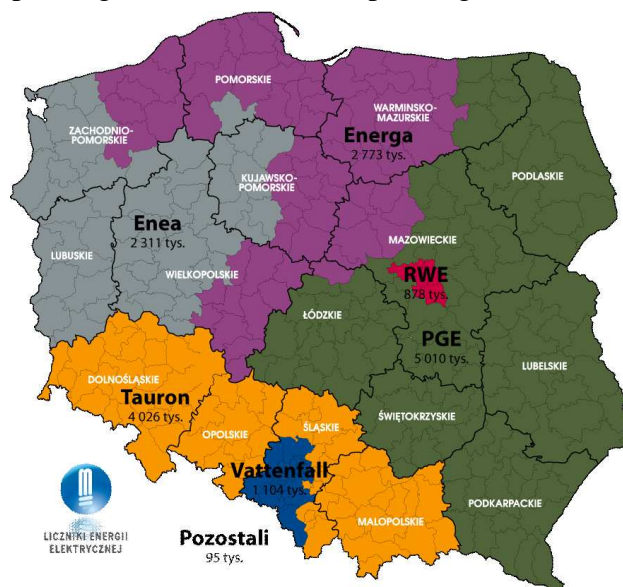 POMORSKIE
ZACHODNIO-
POMORSKIE
WARMINSKO-
MAZURSKIE
Energa
2 773 tys.
KUJAWSKO-
POMORSKIE
PODLASKIE
Enea
2 311 tys.
LUBUSKIE
WIELKOPOLSKIE
MAZOWIECKIE
RWE
878 tys.
ŁÓDZKIE
PGE
5 010 tys.
LUBELSKIE
DOLNOŚLĄSKIE
Tauron
4 026 tys.
OPOLSKIE
ŚLĄSKIE
ŚWIĘTOKRZYSKIE
Vattenfall
1 104 tys.
PODKARPACKIE
MALOPOLSKIE
LICZNIKI ENERGII
ELEKTRYCZNEJ
Pozostali
95 tys.